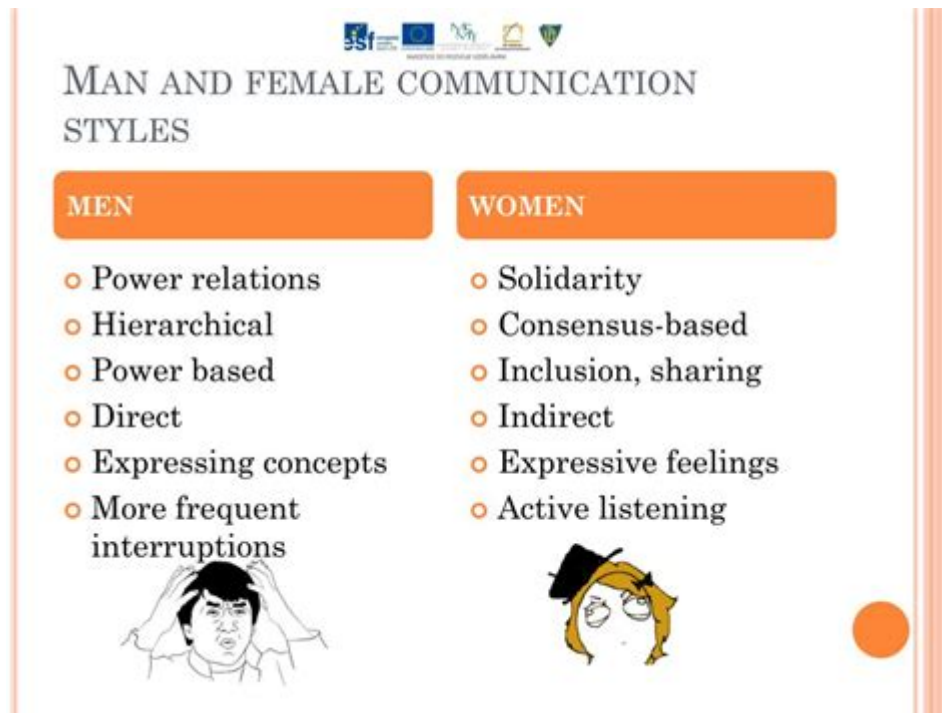 esf
MAN AND FEMALE COMMUNICATION
STYLES
MEN
Power relations
Hierarchical
Power based
Direct
Expressing concepts
More frequent
interruptions
WOMEN
Solidarity
Consensus-based
Inclusion, sharing
Indirect
Expressive feelings
Active listening